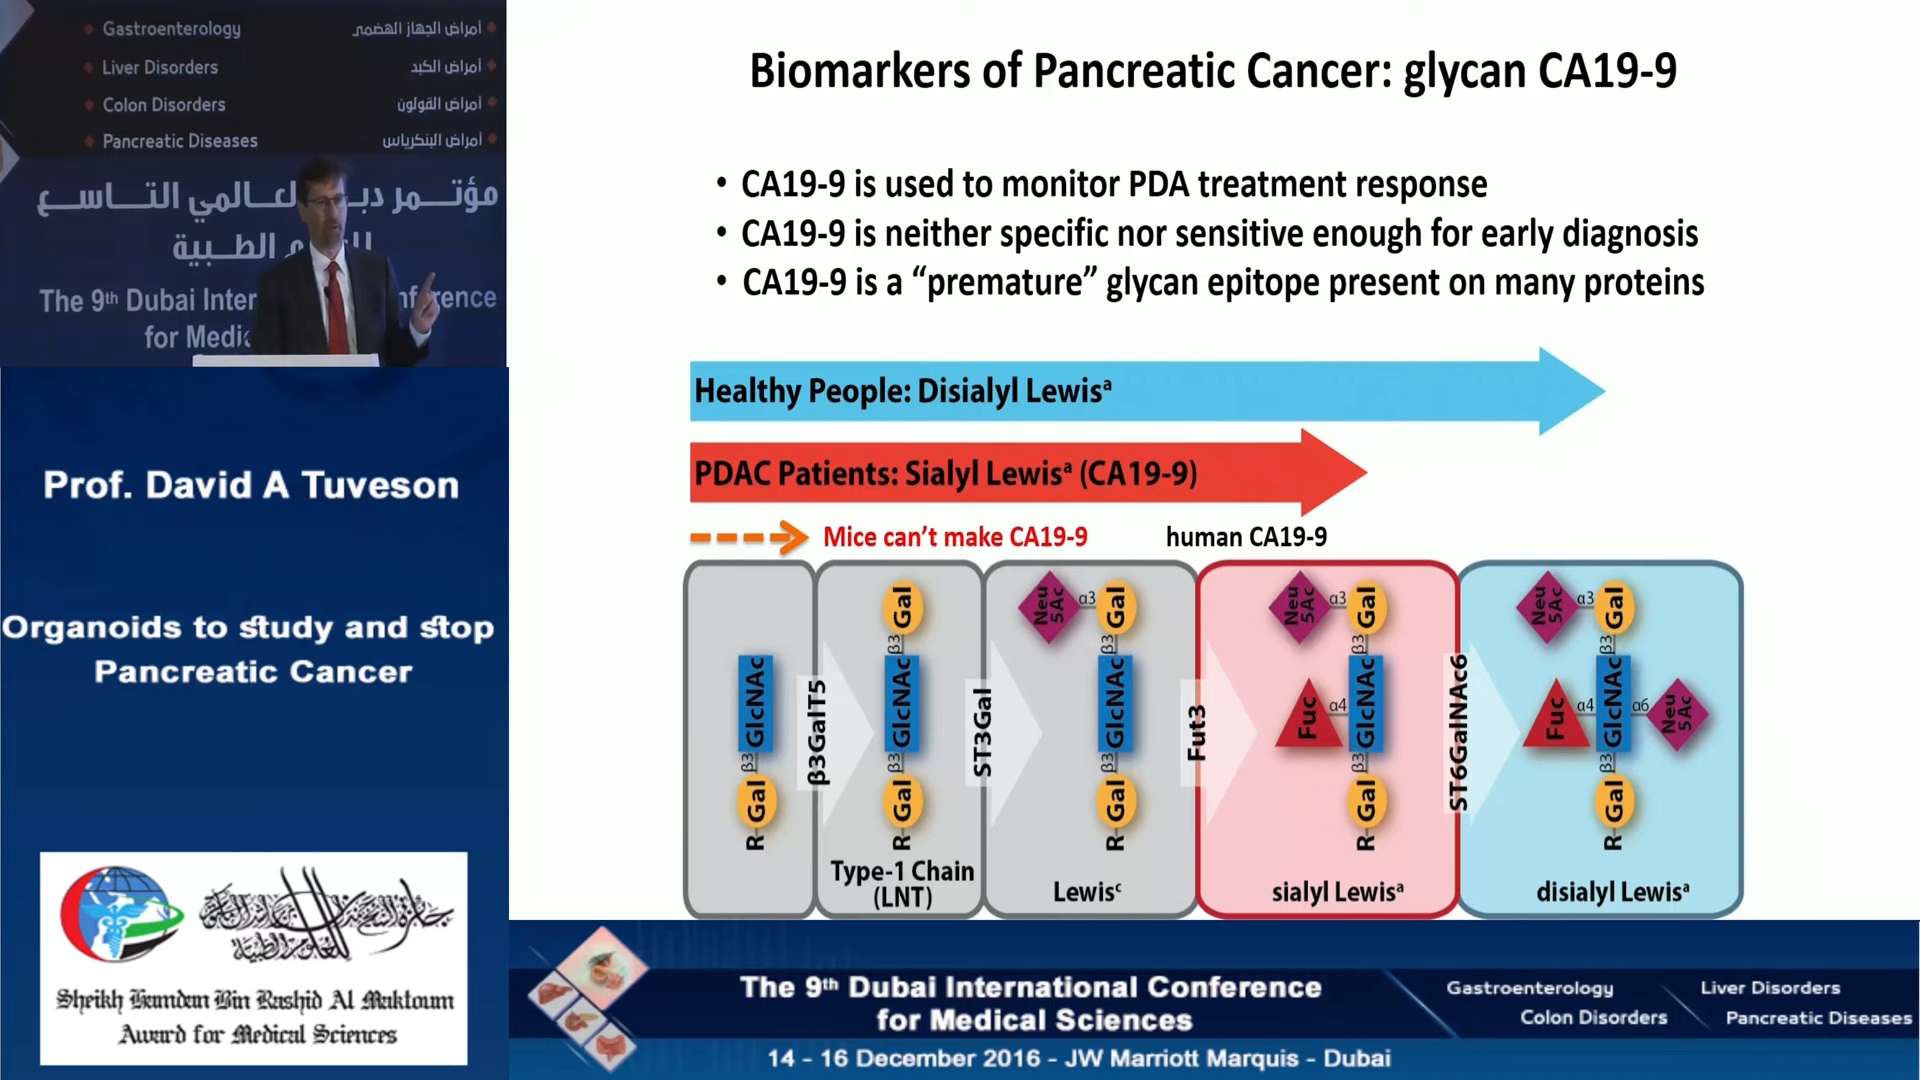 Gastroenterology
أمراض الجهاز الهضمي
Liver Disorders
أمراض الكبد
Colon Disorders
أمراض القولون
Pancreatic Diseases
أمراض البنكرياس
مؤتمر دبي العالمي التاسع
الطبية
The 9th Dubai Inter nference
for Medic
Prof. David A Tuveson
Organoids to study and stop
Pancreatic Cancer
Sheikh Hamdan Bin Rashid Al Maktoum
Award for Medical Sciences
Biomarkers of Pancreatic Cancer: glycan CA19-9
• CA19-9 is used to monitor PDA treatment response
• CA19-9 is neither specific nor sensitive enough for early diagnosis
• CA19-9 is a “premature” glycan epitope present on many proteins
Healthy People: Disialyl Lewisᵃ
PDAC Patients: Sialyl Lewisᵃ (CA19-9)
Mice can’t make CA19-9
human CA19-9
GlcNAc
β3
Gal
R
β3GalT5
Gal
β3
GlcNAc
β3
Gal
R
Type-1 Chain
(LNT)
ST3Gal
Neu
5Ac
α3
Gal
β3
GlcNAc
β3
Gal
R
Lewisᶜ
Fut3
Neu
5Ac
α3
Gal
β3
Fuc
α4
GlcNAc
β3
Gal
R
sialyl Lewisᵃ
ST6GalNAc6
Neu
5Ac
α3
Gal
β3
Fuc
α4
GlcNAc
α6
Neu
5Ac
β3
Gal
R
disialyl Lewisᵃ
The 9th Dubai International Conference
for Medical Sciences
14 - 16 December 2016 - JW Marriott Marquis - Dubai
Gastroenterology
Liver Disorders
Colon Disorders
Pancreatic Diseases